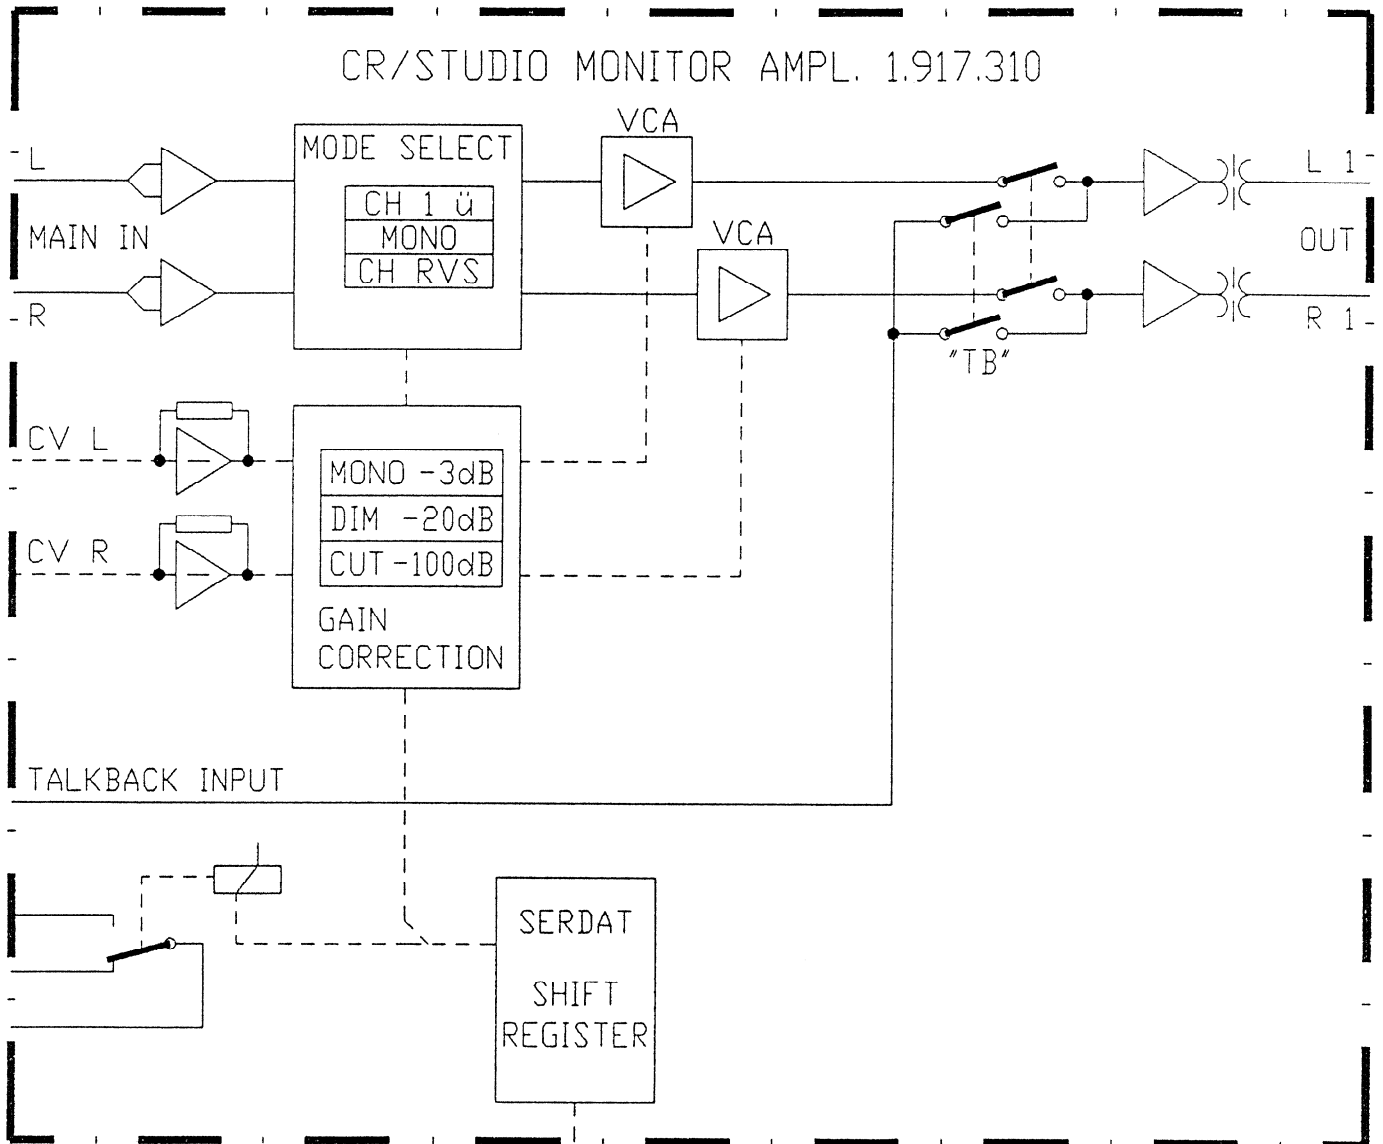 CR/STUDIO MONITOR AMPL. 1.917.310
VCA
L
MODE SELECT
L 1
CH 1 ü
MAIN IN
MONO
VCA
OUT
CH RVS
R
R 1
"TB"
CV L
MONO -3dB
DIM -20dB
CV R
CUT -100dB
GAIN
CORRECTION
TALKBACK INPUT
SERDAT
SHIFT
REGISTER